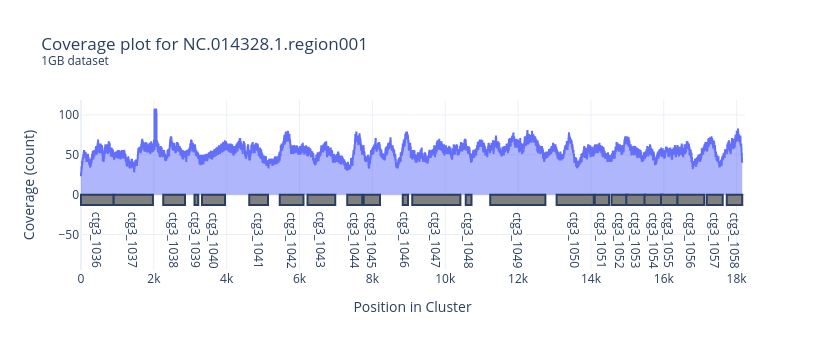 Coverage plot for NC.014328.1.region001
1GB dataset
Coverage (count)
100
50
0
−50
ctg3_1036
ctg3_1037
ctg3_1038
ctg3_1039
ctg3_1040
ctg3_1041
ctg3_1042
ctg3_1043
ctg3_1044
ctg3_1045
ctg3_1046
ctg3_1047
ctg3_1048
ctg3_1049
ctg3_1050
ctg3_1051
ctg3_1052
ctg3_1053
ctg3_1054
ctg3_1055
ctg3_1056
ctg3_1057
ctg3_1058
0 2k 4k 6k 8k 10k 12k 14k 16k 18k
Position in Cluster